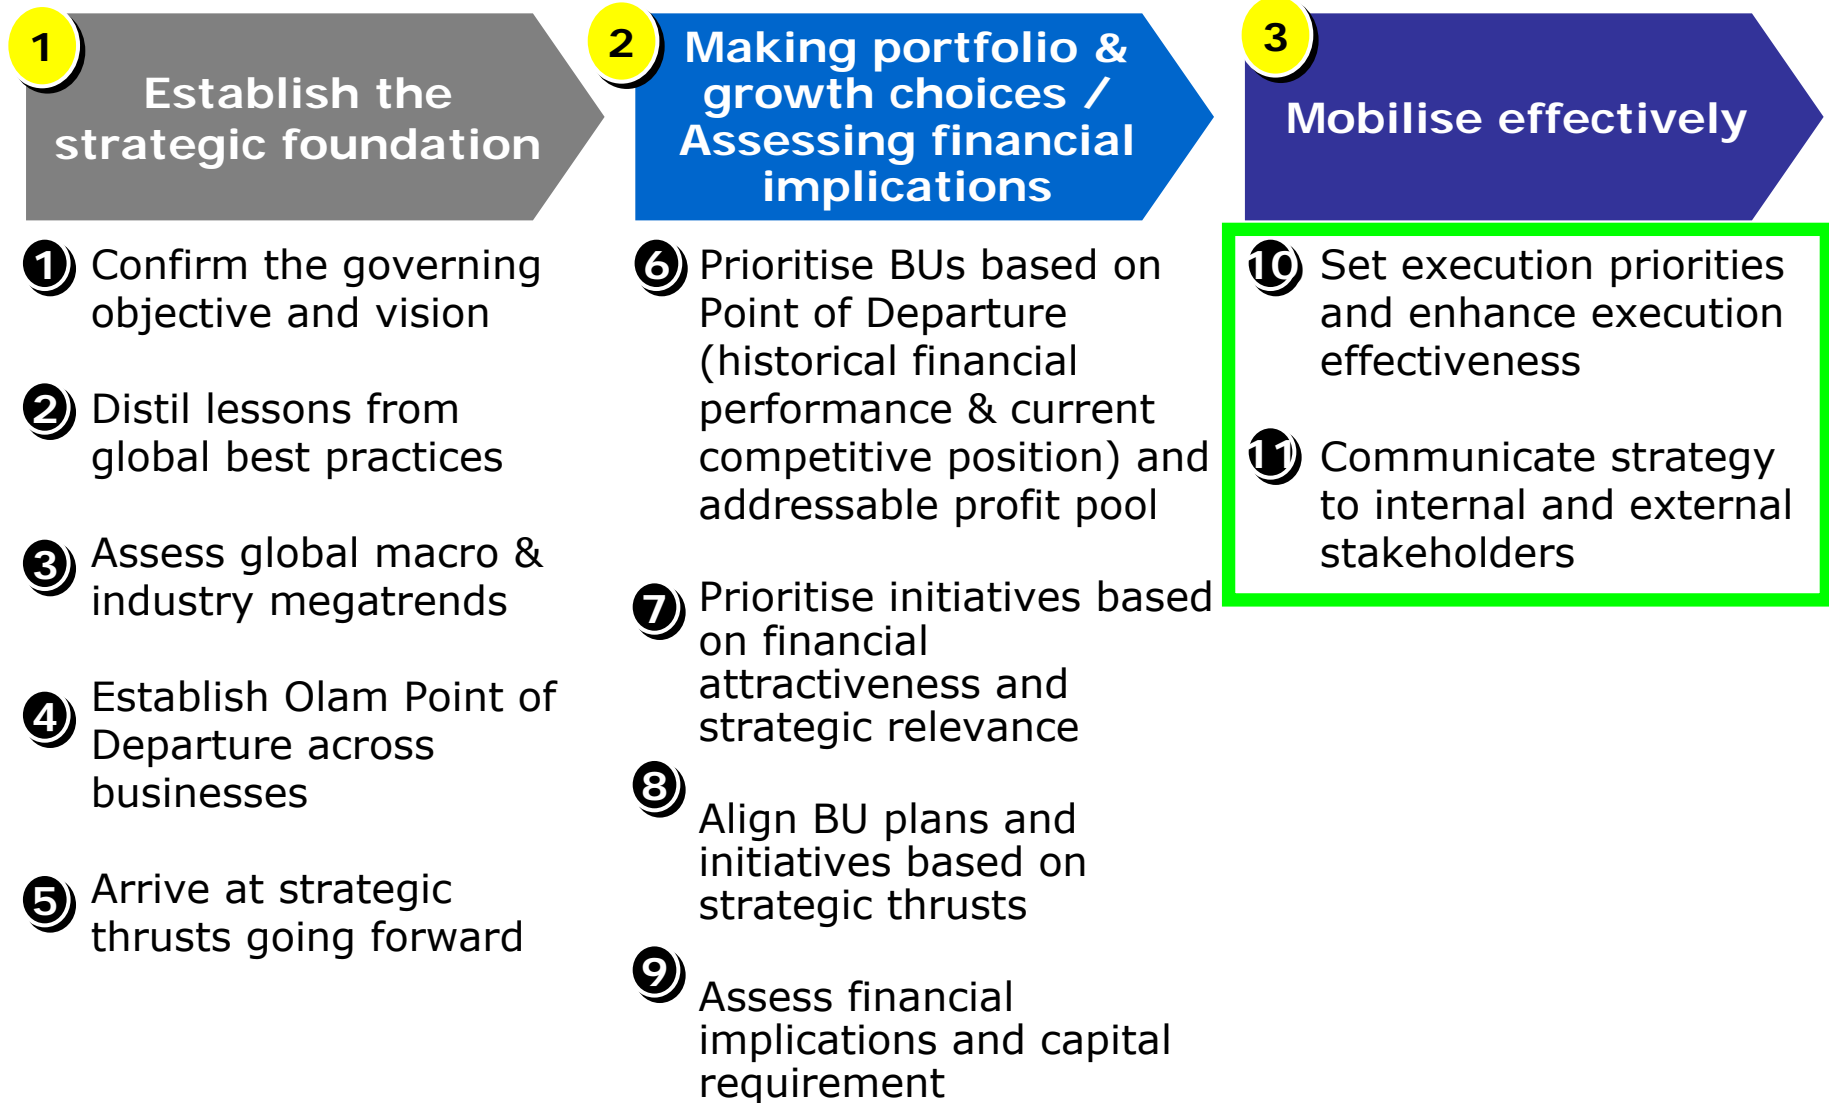 1
Establish the
strategic foundation
1 Confirm the governing
objective and vision
2 Distil lessons from
global best practices
3 Assess global macro &
industry megatrends
4 Establish Olam Point of
Departure across
businesses
5 Arrive at strategic
thrusts going forward
2
Making portfolio &
growth choices /
Assessing financial
implications
6 Prioritise BUs based on
Point of Departure
(historical financial
performance & current
competitive position) and
addressable profit pool
7 Prioritise initiatives based
on financial
attractiveness and
strategic relevance
8 Align BU plans and
initiatives based on
strategic thrusts
9 Assess financial
implications and capital
requirement
3
Mobilise effectively
10 Set execution priorities
and enhance execution
effectiveness
11 Communicate strategy
to internal and external
stakeholders